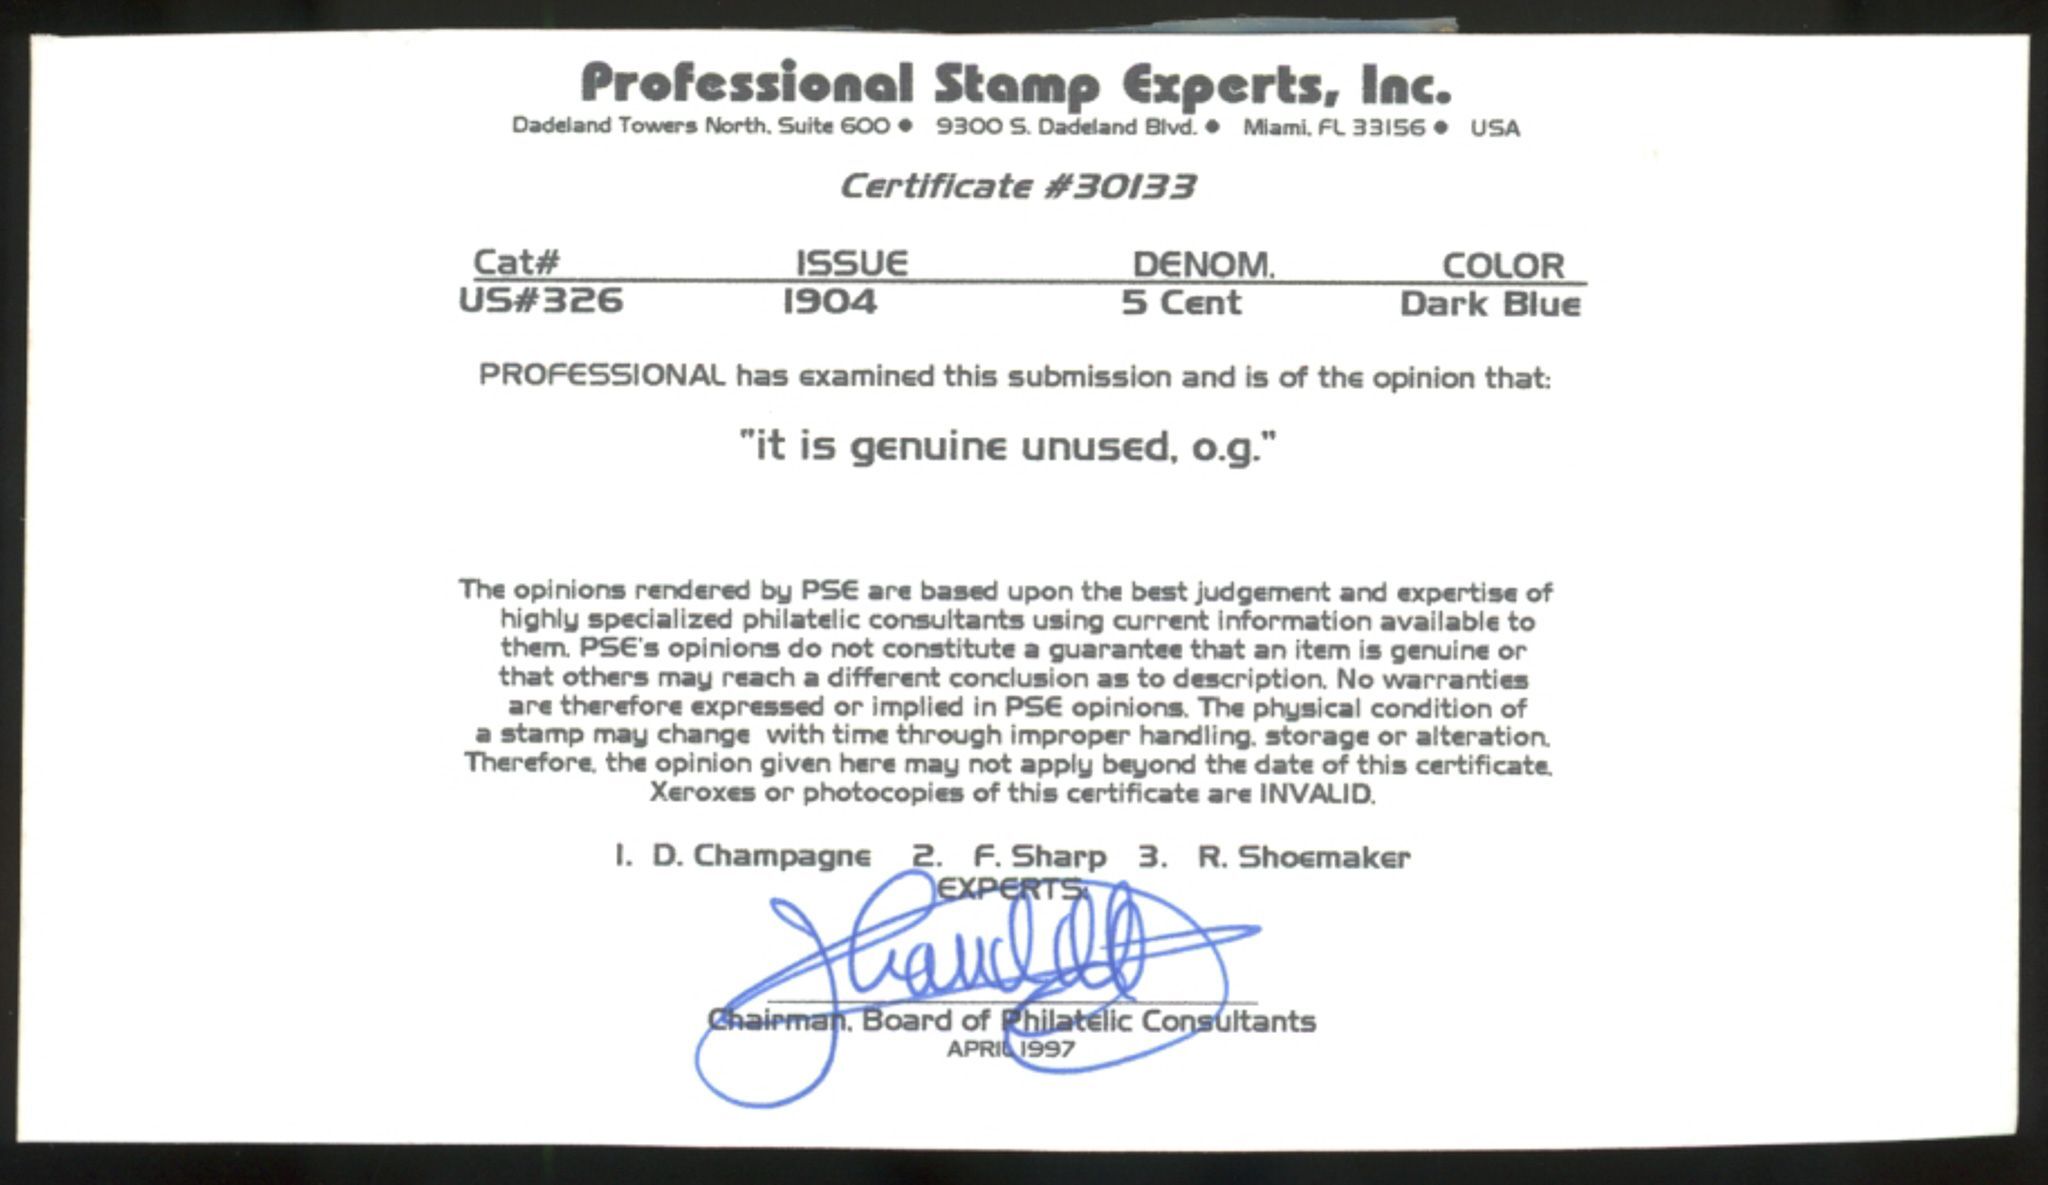 Professional Stamp Experts, Inc.
Dadeland Towers North, Suite 600 ● 9300 S. Dadeland Blvd. ● Miami, FL 33156 ● USA
Certificate #30133
Cat# ISSUE DENOM. COLOR
US#326 1904 5 Cent Dark Blue
PROFESSIONAL has examined this submission and is of the opinion that:
"it is genuine unused, o.g."
The opinions rendered by PSE are based upon the best judgement and expertise of
highly specialized philatelic consultants using current information available to
them. PSE's opinions do not constitute a guarantee that an item is genuine or
that others may reach a different conclusion as to description. No warranties
are therefore expressed or implied in PSE opinions. The physical condition of
a stamp may change with time through improper handling, storage or alteration.
Therefore, the opinion given here may not apply beyond the date of this certificate.
Xeroxes or photocopies of this certificate are INVALID.
1. D. Champagne 2. F. Sharp 3. R. Shoemaker
EXPERTS:
Chairman, Board of Philatelic Consultants
APRIL 1997